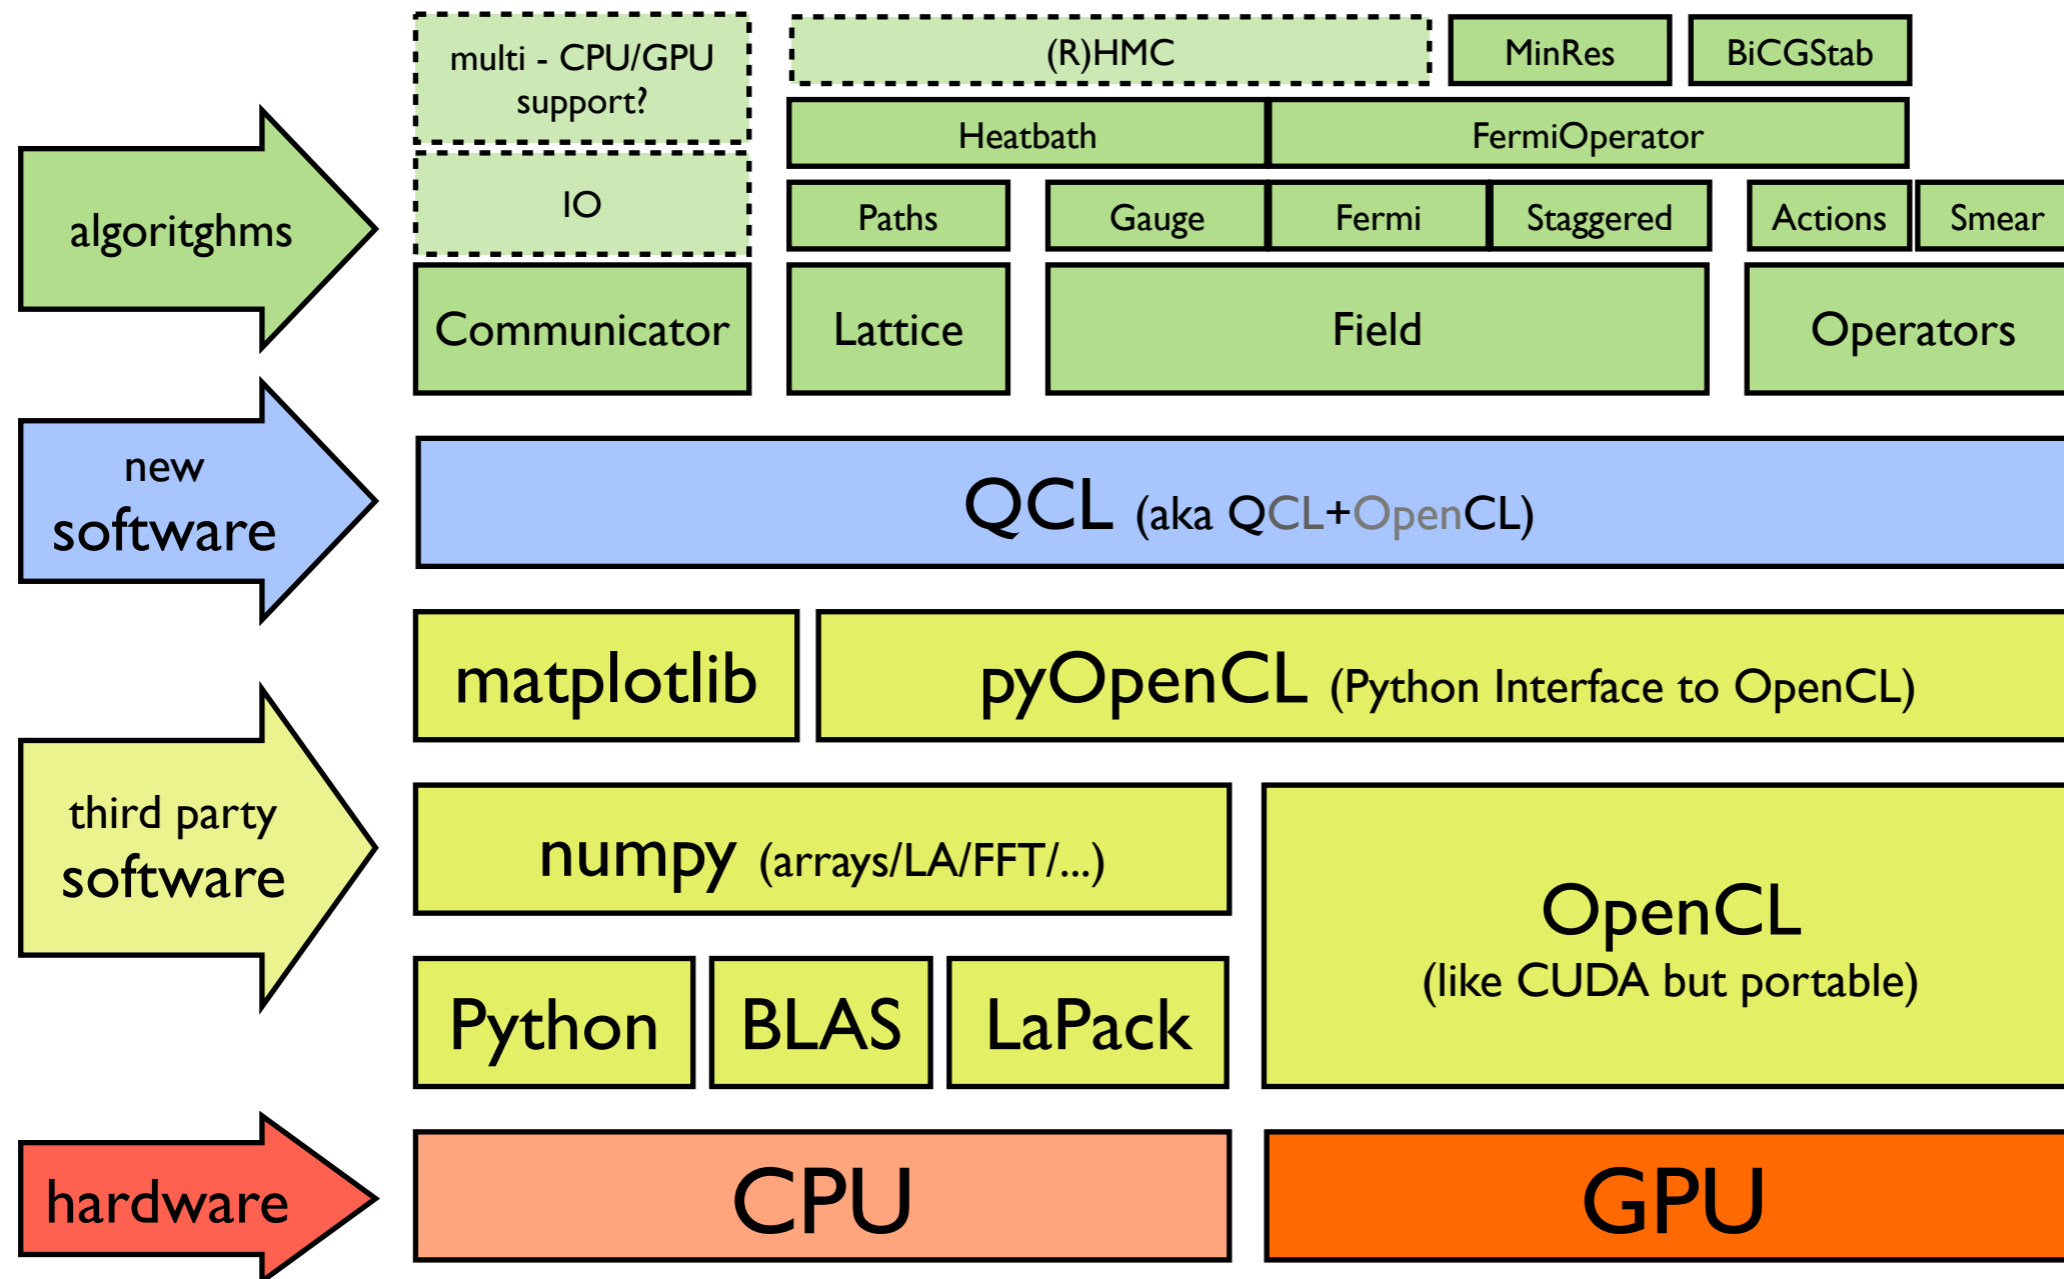 multi - CPU/GPU
support?
(R)HMC
MinRes
BiCGStab
Heatbath
FermiOperator
algoritghms
IO
Paths
Gauge
Fermi
Staggered
Actions
Smear
Communicator
Lattice
Field
Operators
new
software
QCL (aka QCL+OpenCL)
matplotlib
pyOpenCL (Python Interface to OpenCL)
third party
software
numpy (arrays/LA/FFT/...)
OpenCL
(like CUDA but portable)
Python
BLAS
LaPack
hardware
CPU
GPU